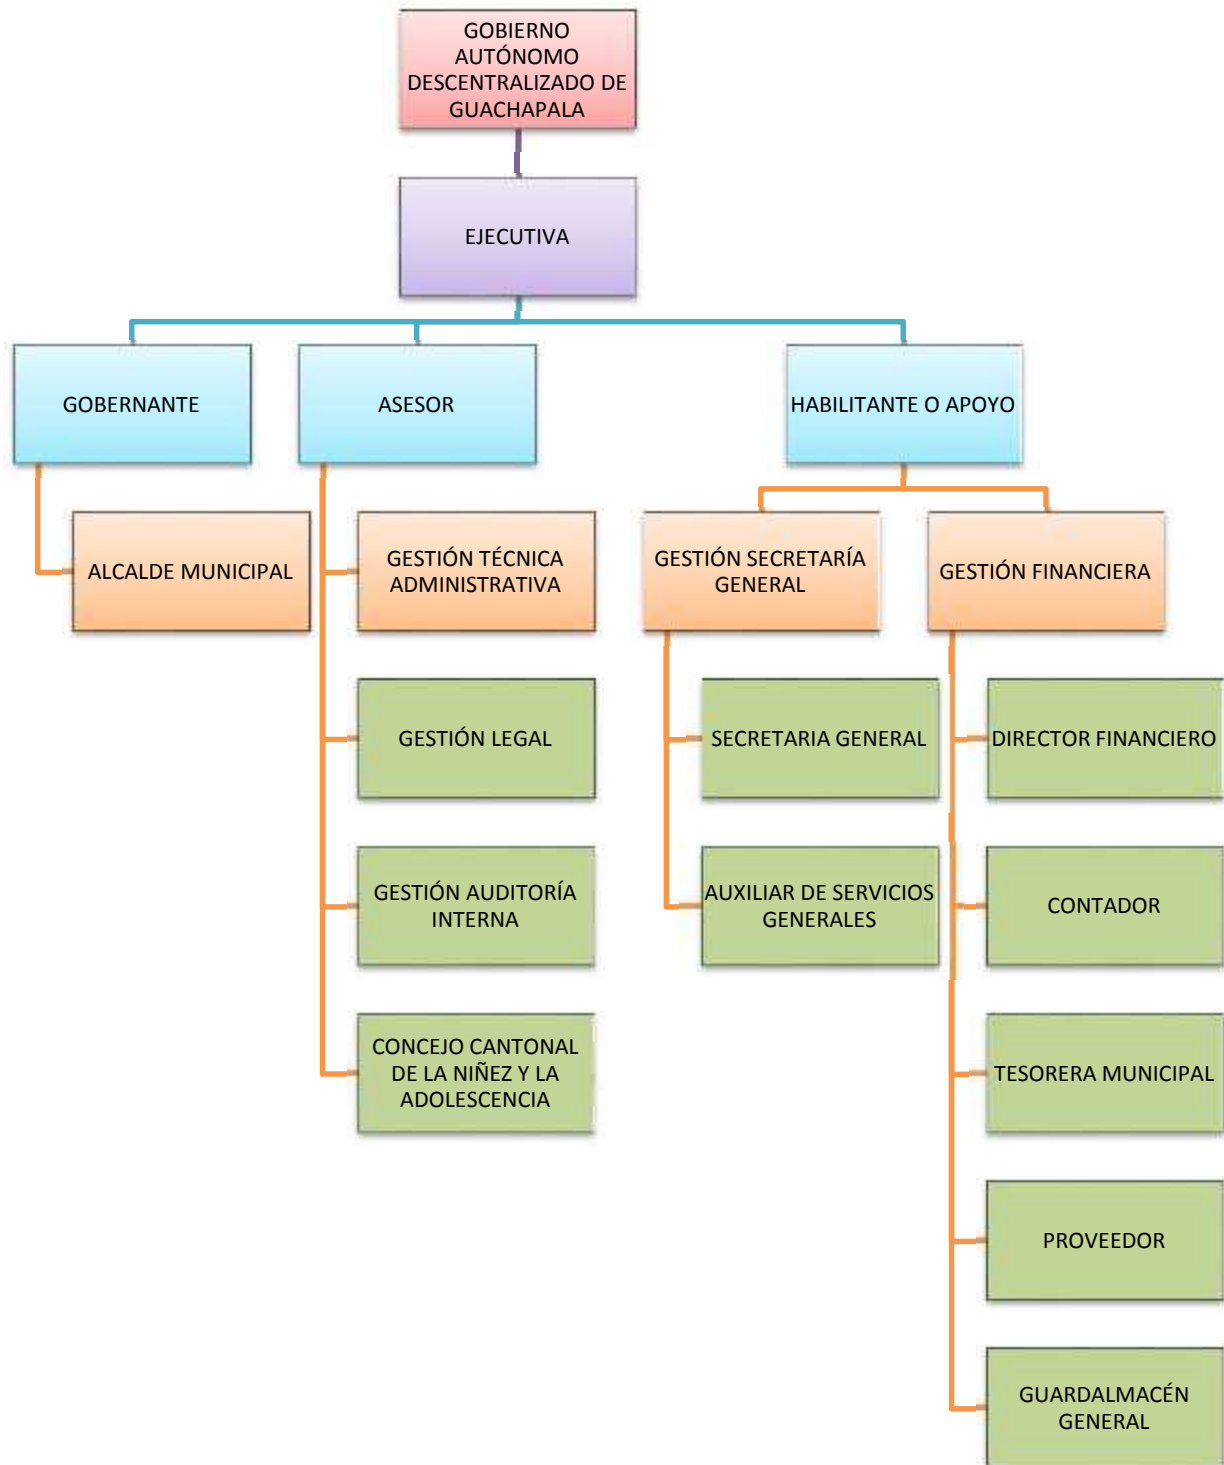 GOBIERNO
AUTÓNOMO
DESCENTRALIZADO DE
GUACHAPALA
EJECUTIVA
GOBERNANTE
ASESOR
HABILITANTE O APOYO
ALCALDE MUNICIPAL
GESTIÓN TÉCNICA
ADMINISTRATIVA
GESTIÓN SECRETARÍA
GENERAL
GESTIÓN FINANCIERA
GESTIÓN LEGAL
SECRETARIA GENERAL
DIRECTOR FINANCIERO
GESTIÓN AUDITORÍA
INTERNA
AUXILIAR DE SERVICIOS
GENERALES
CONTADOR
CONCEJO CANTONAL
DE LA NIÑEZ Y LA
ADOLESCENCIA
TESORERA MUNICIPAL
PROVEEDOR
GUARDALMACÉN
GENERAL